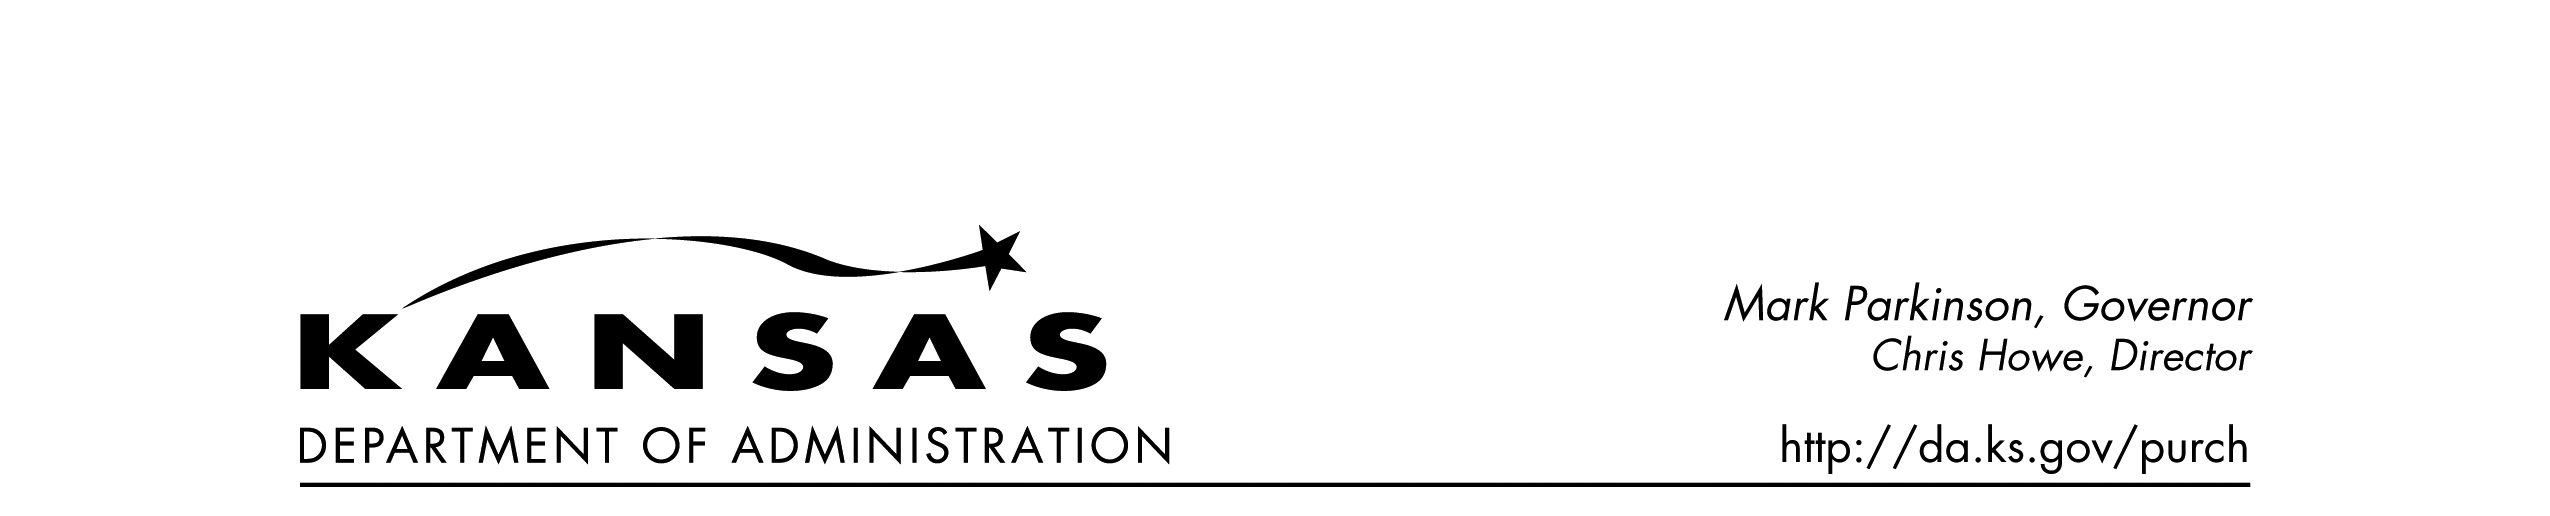 KANSAS
DEPARTMENT OF ADMINISTRATION
Mark Parkinson, Governor
Chris Howe, Director
http://da.ks.gov/purch